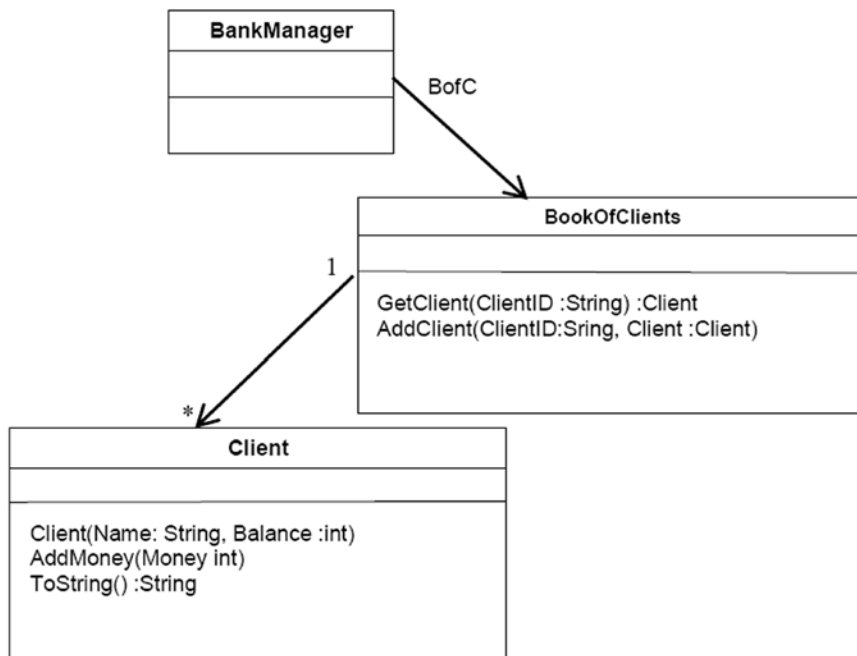 BankManager
BofC
BookOfClients
1
GetClient(ClientID :String) :Client
AddClient(ClientID:Sring, Client :Client)
*
Client
Client(Name: String, Balance :int)
AddMoney(Money int)
ToString() :String